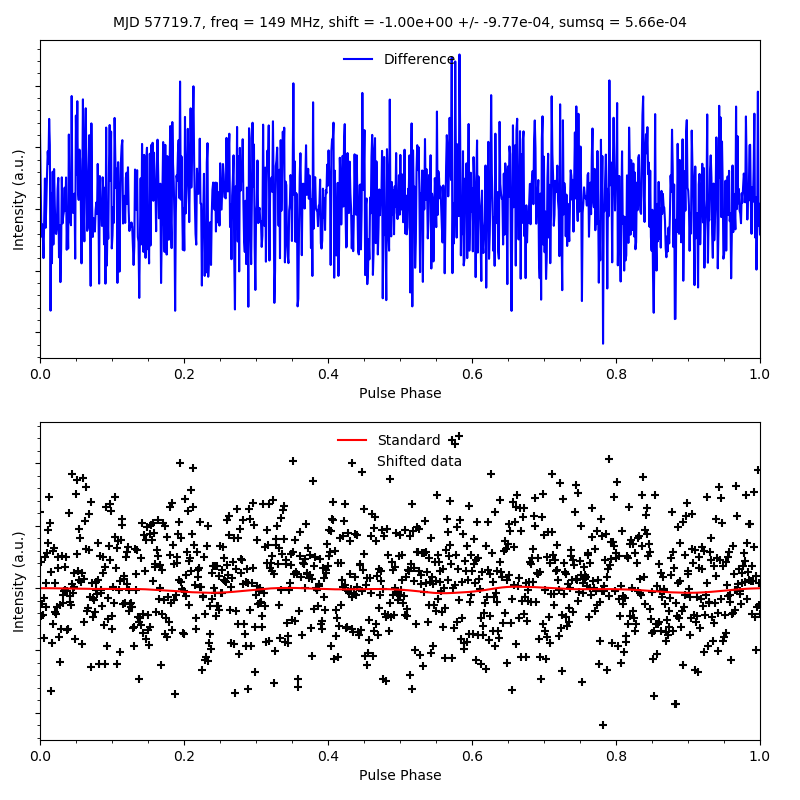 MJD 57719.7, freq = 149 MHz, shift = -1.00e+00 +/- -9.77e-04, sumsq = 5.66e-04
Difference
Intensity (a.u.)
0.0 0.2 0.4 0.6 0.8 1.0
Pulse Phase
Standard
Shifted data
Intensity (a.u.)
0.0 0.2 0.4 0.6 0.8 1.0
Pulse Phase